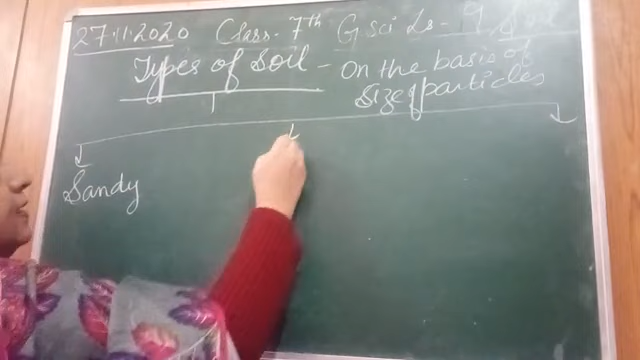 27.11.2020 Class. 7th G Sci Ls - 9 Soil
Types of Soil - On the basis of
size of particles
Sandy